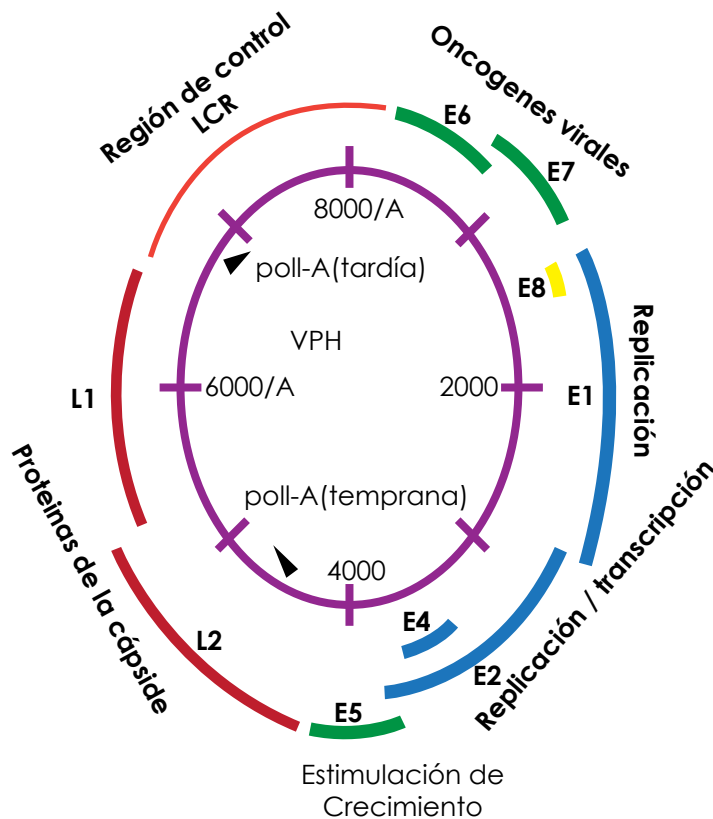 Región de control
LCR
Oncogenes virales
E6
E7
8000/A
poll-A(tardía)
E8
VPH
Replicación
L1
6000/A
2000
E1
poll-A(temprana)
Proteinas de la cápside
4000
Replicación / transcripción
E4
L2
E2
E5
Estimulación de
Crecimiento